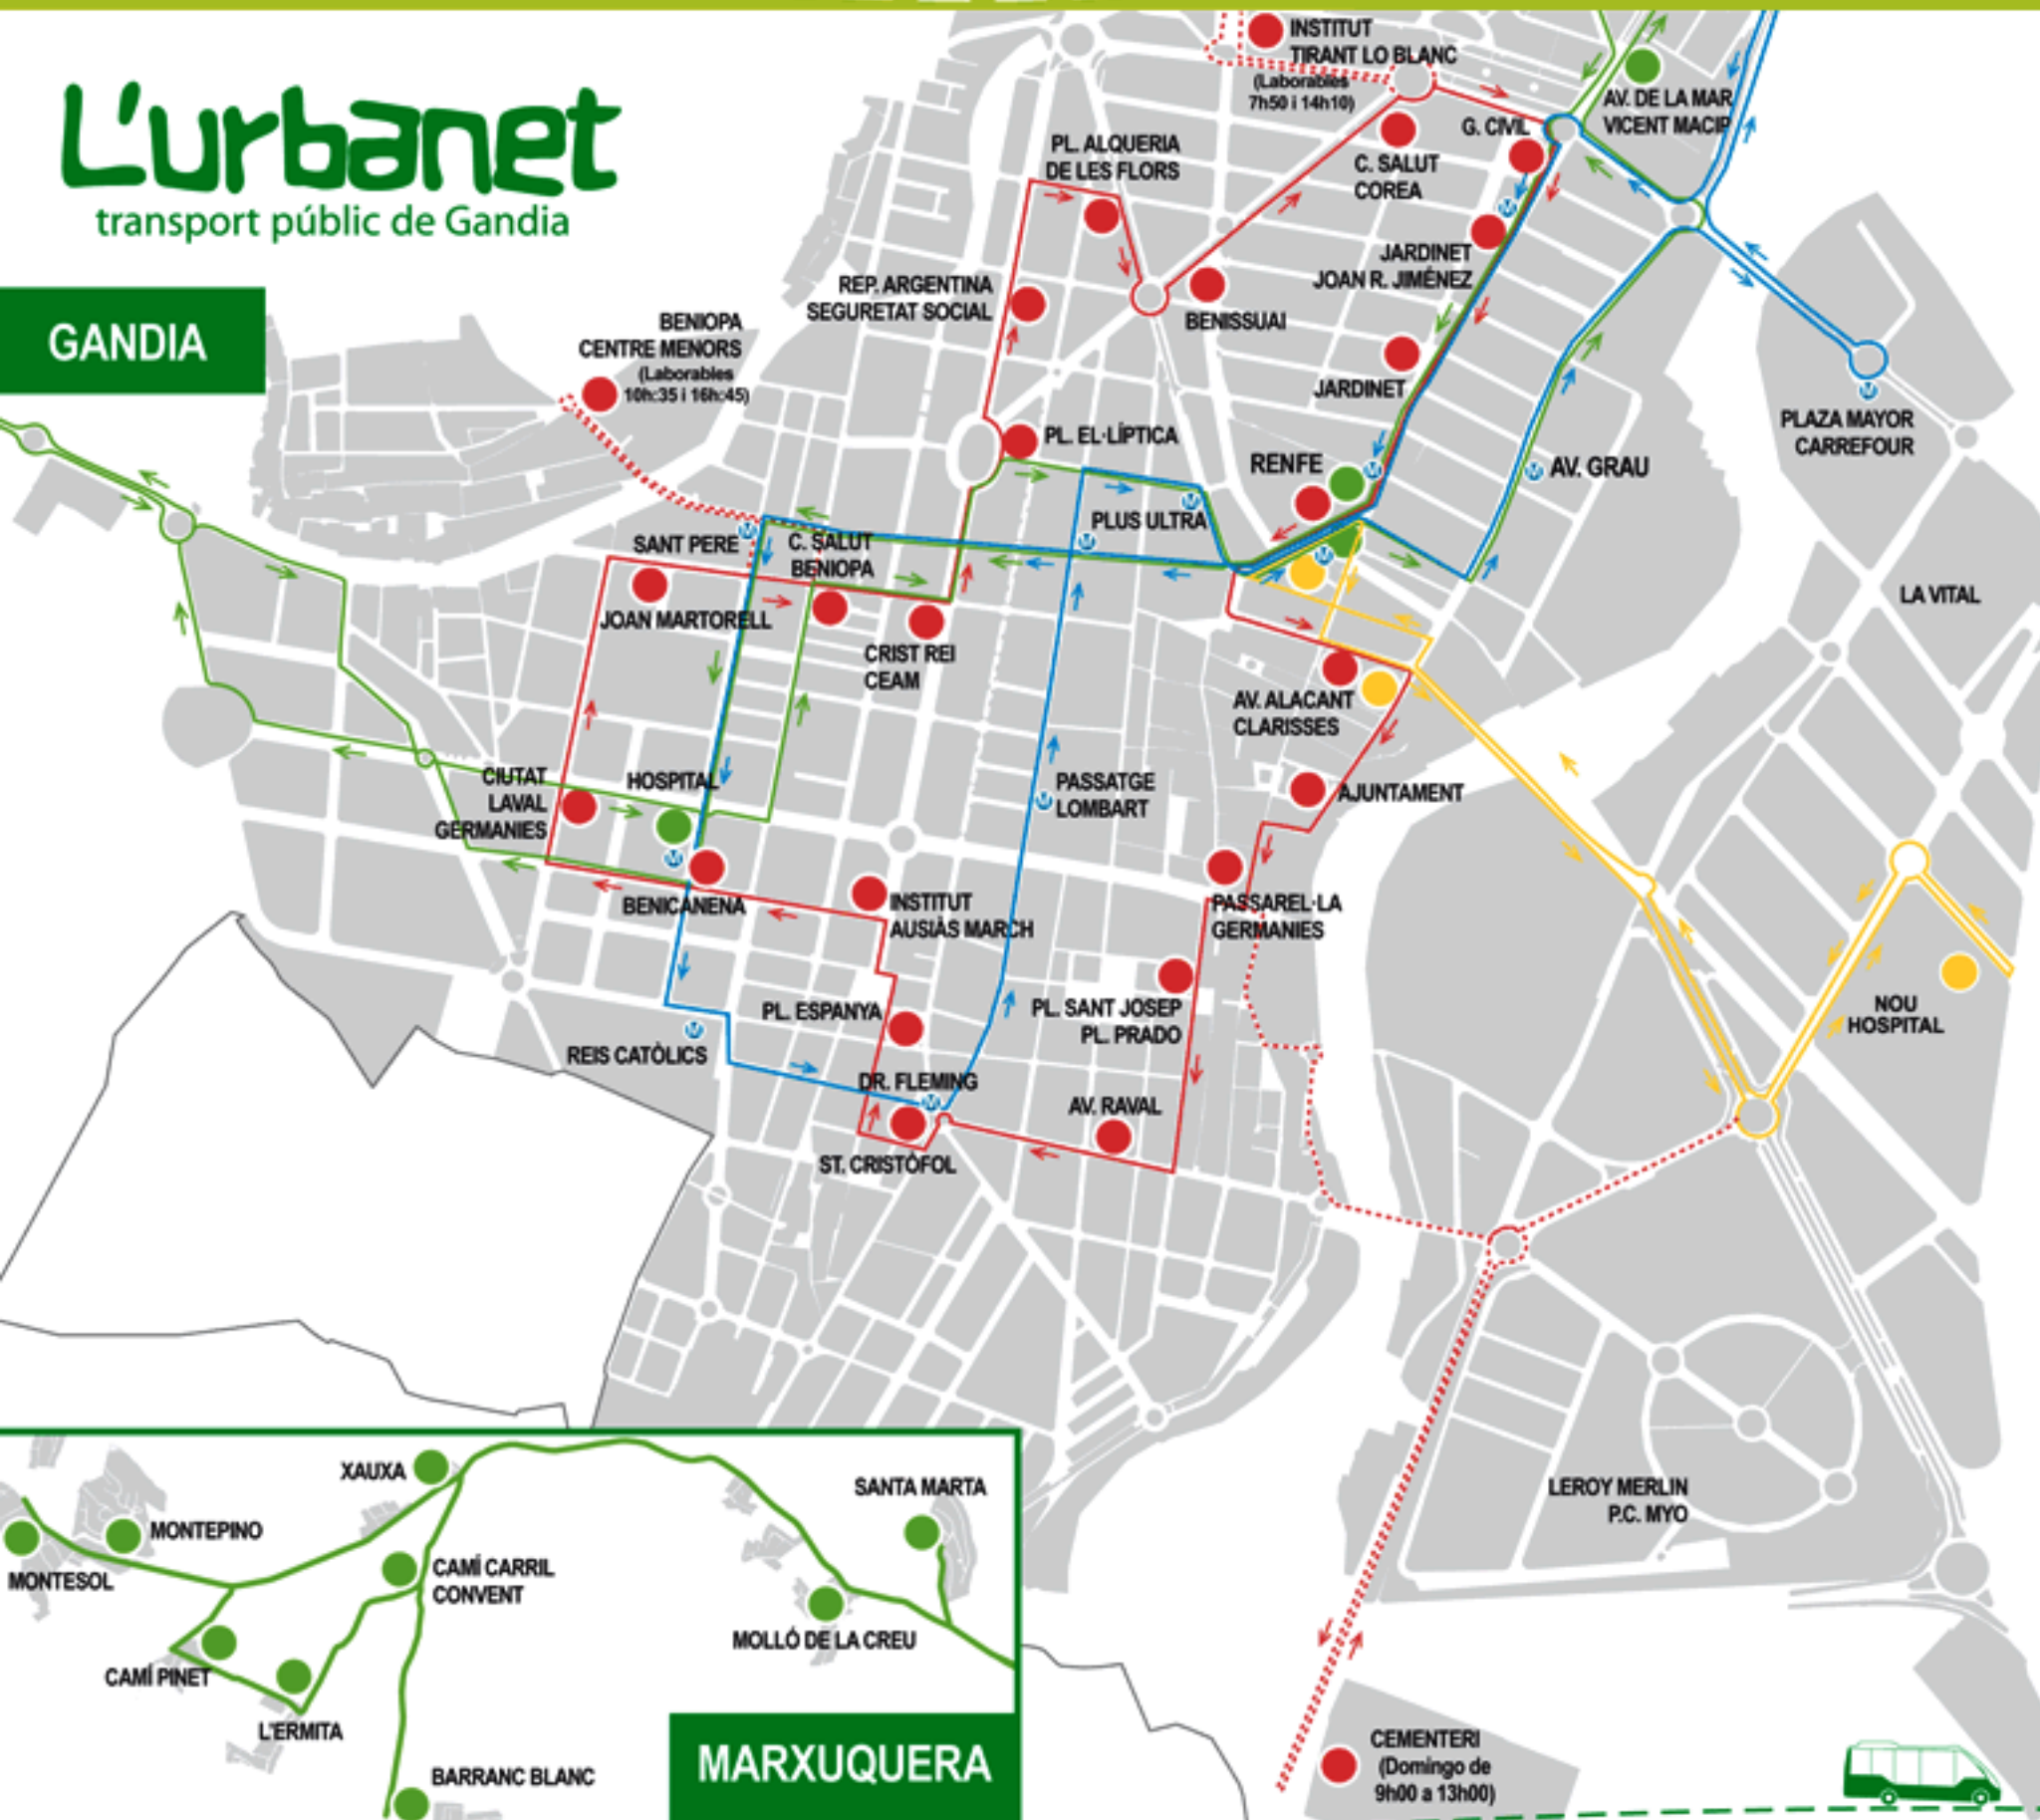 INSTITUT
TIRANT LO BLANC
(Laborables
7h50 i 14h10)
AV. DE LA MAR
VICENT MACIP
G. CIVIL
C. SALUT
COREA
L'urbanet
transport públic de Gandia
PL. ALQUERIA
DE LES FLORS
JARDINET
JOAN R. JIMÉNEZ
REP. ARGENTINA
SEGURETAT SOCIAL
BENISSUAI
GANDIA
BENIOPA
CENTRE MENORS
(Laborables
10h:35 i 16h:45)
JARDINET
PLAZA MAYOR
CARREFOUR
PL. EL·LÍPTICA
RENFE
AV. GRAU
PLUS ULTRA
SANT PERE
C. SALUT
BENIOPA
LA VITAL
JOAN MARTORELL
CRIST REI
CEAM
AV. ALACANT
CLARISSES
CIUTAT
LAVAL
GERMANIES
HOSPITAL
PASSATGE
LOMBART
AJUNTAMENT
BENICANENA
INSTITUT
AUSIÀS MARCH
PASSAREL·LA
GERMANIES
PL. ESPANYA
PL. SANT JOSEP
PL. PRADO
NOU
HOSPITAL
REIS CATÒLICS
DR. FLEMING
AV. RAVAL
ST. CRISTÒFOL
XAUXA
SANTA MARTA
MONTEPINO
MONTESOL
CAMÍ CARRIL
CONVENT
LEROY MERLIN
P.C. MYO
MOLLÓ DE LA CREU
CAMÍ PINET
L'ERMITA
BARRANC BLANC
MARXUQUERA
CEMENTERI
(Domingo de
9h00 a 13h00)